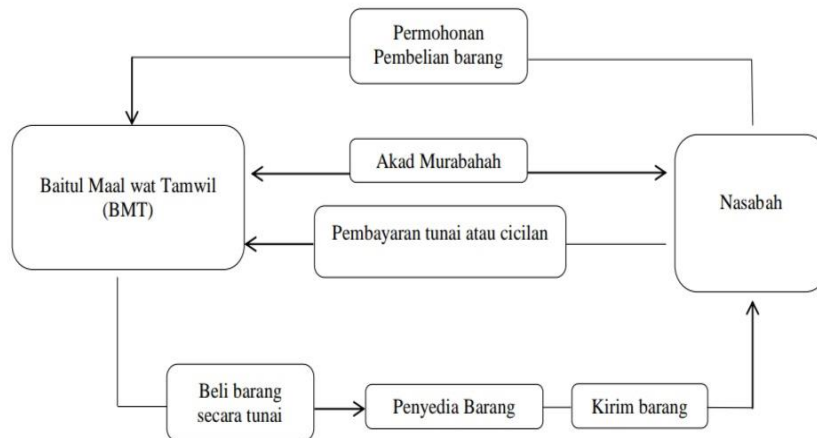 Permohonan
Pembelian barang
Baitul Maal wat Tamwil
(BMT)
Akad Murabahah
Nasabah
Pembayaran tunai atau cicilan
Beli barang
secara tunai
Penyedia Barang
Kirim barang